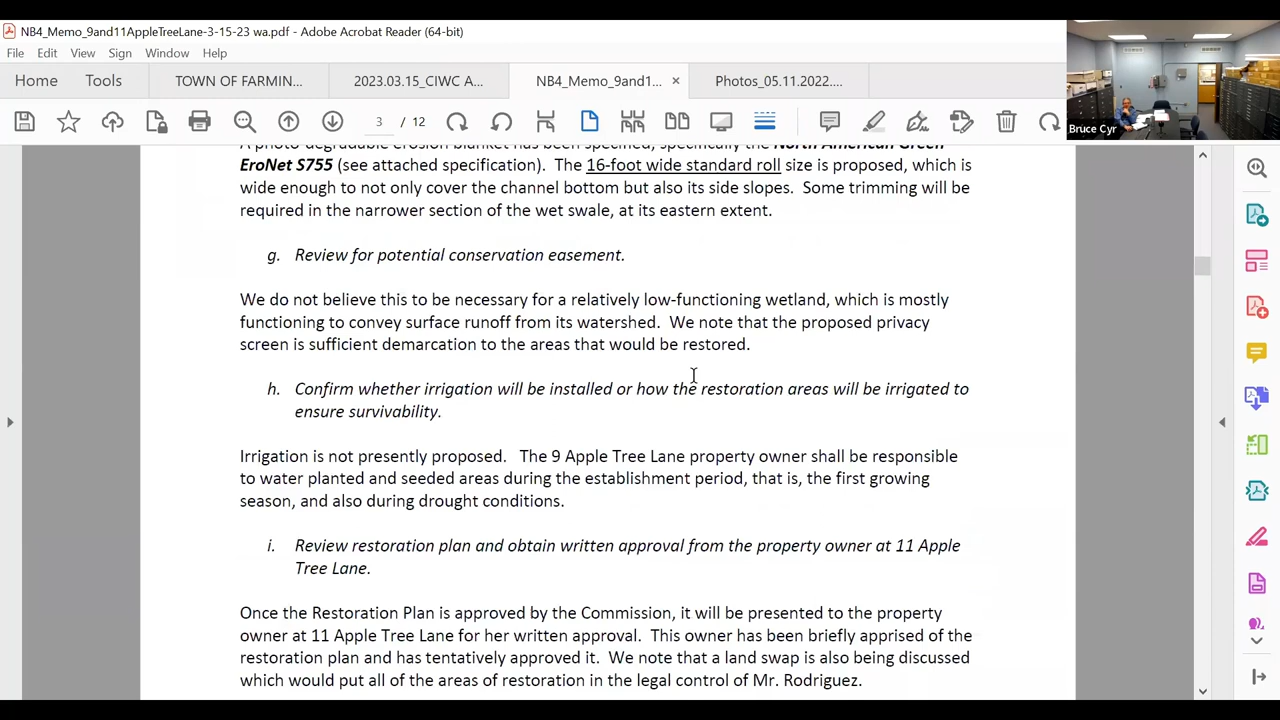 NB4_Memo_9and11AppleTreeLane-3-15-23 wa.pdf - Adobe Acrobat Reader (64-bit)
File Edit View Sign Window Help
Home Tools TOWN OF FARMIN... 2023.03.15_CIWC A... NB4_Memo_9and1... × Photos_05.11.2022....
3 / 12
Bruce Cyr
A photo-degradable erosion blanket has been specified, specifically the North American Green
EroNet S755 (see attached specification). The 16-foot wide standard roll size is proposed, which is
wide enough to not only cover the channel bottom but also its side slopes. Some trimming will be
required in the narrower section of the wet swale, at its eastern extent.
g. Review for potential conservation easement.
We do not believe this to be necessary for a relatively low-functioning wetland, which is mostly
functioning to convey surface runoff from its watershed. We note that the proposed privacy
screen is sufficient demarcation to the areas that would be restored.
h. Confirm whether irrigation will be installed or how the restoration areas will be irrigated to
ensure survivability.
Irrigation is not presently proposed. The 9 Apple Tree Lane property owner shall be responsible
to water planted and seeded areas during the establishment period, that is, the first growing
season, and also during drought conditions.
i. Review restoration plan and obtain written approval from the property owner at 11 Apple
Tree Lane.
Once the Restoration Plan is approved by the Commission, it will be presented to the property
owner at 11 Apple Tree Lane for her written approval. This owner has been briefly apprised of the
restoration plan and has tentatively approved it. We note that a land swap is also being discussed
which would put all of the areas of restoration in the legal control of Mr. Rodriguez.